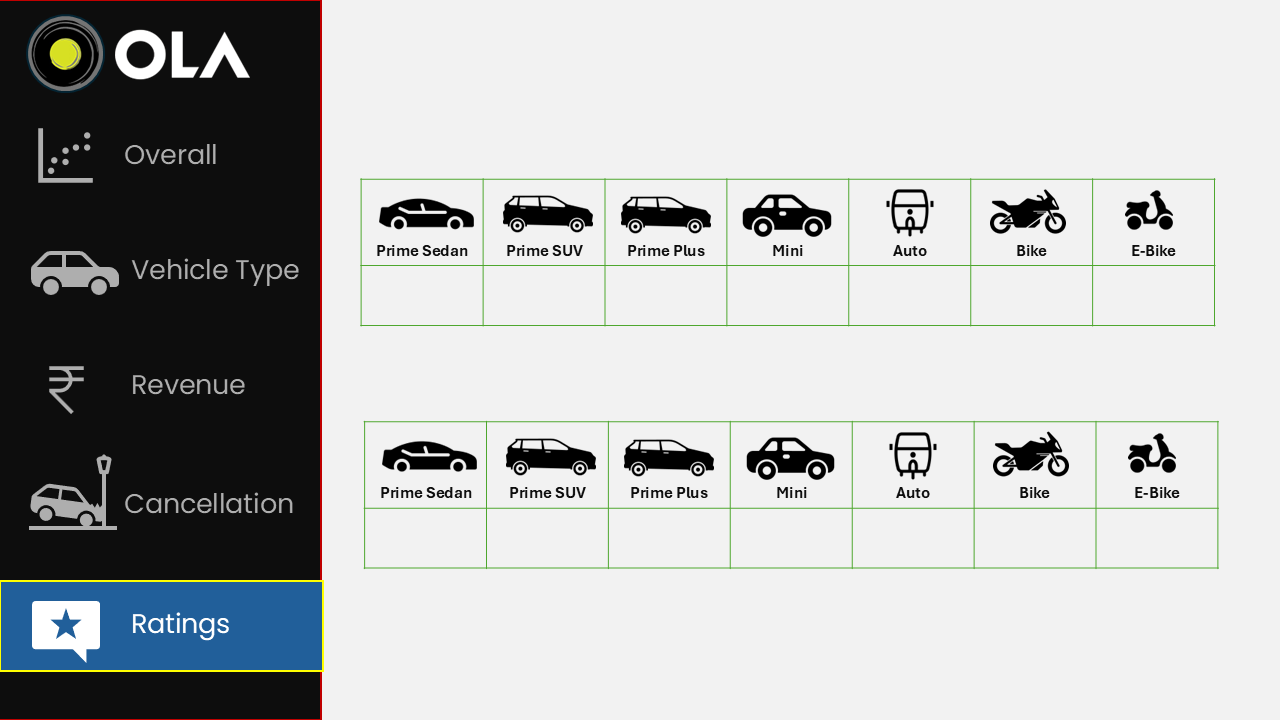 OLA
Overall
Vehicle Type
Revenue
Cancellation
Ratings
Prime Sedan Prime SUV Prime Plus Mini Auto Bike E-Bike
Prime Sedan Prime SUV Prime Plus Mini Auto Bike E-Bike